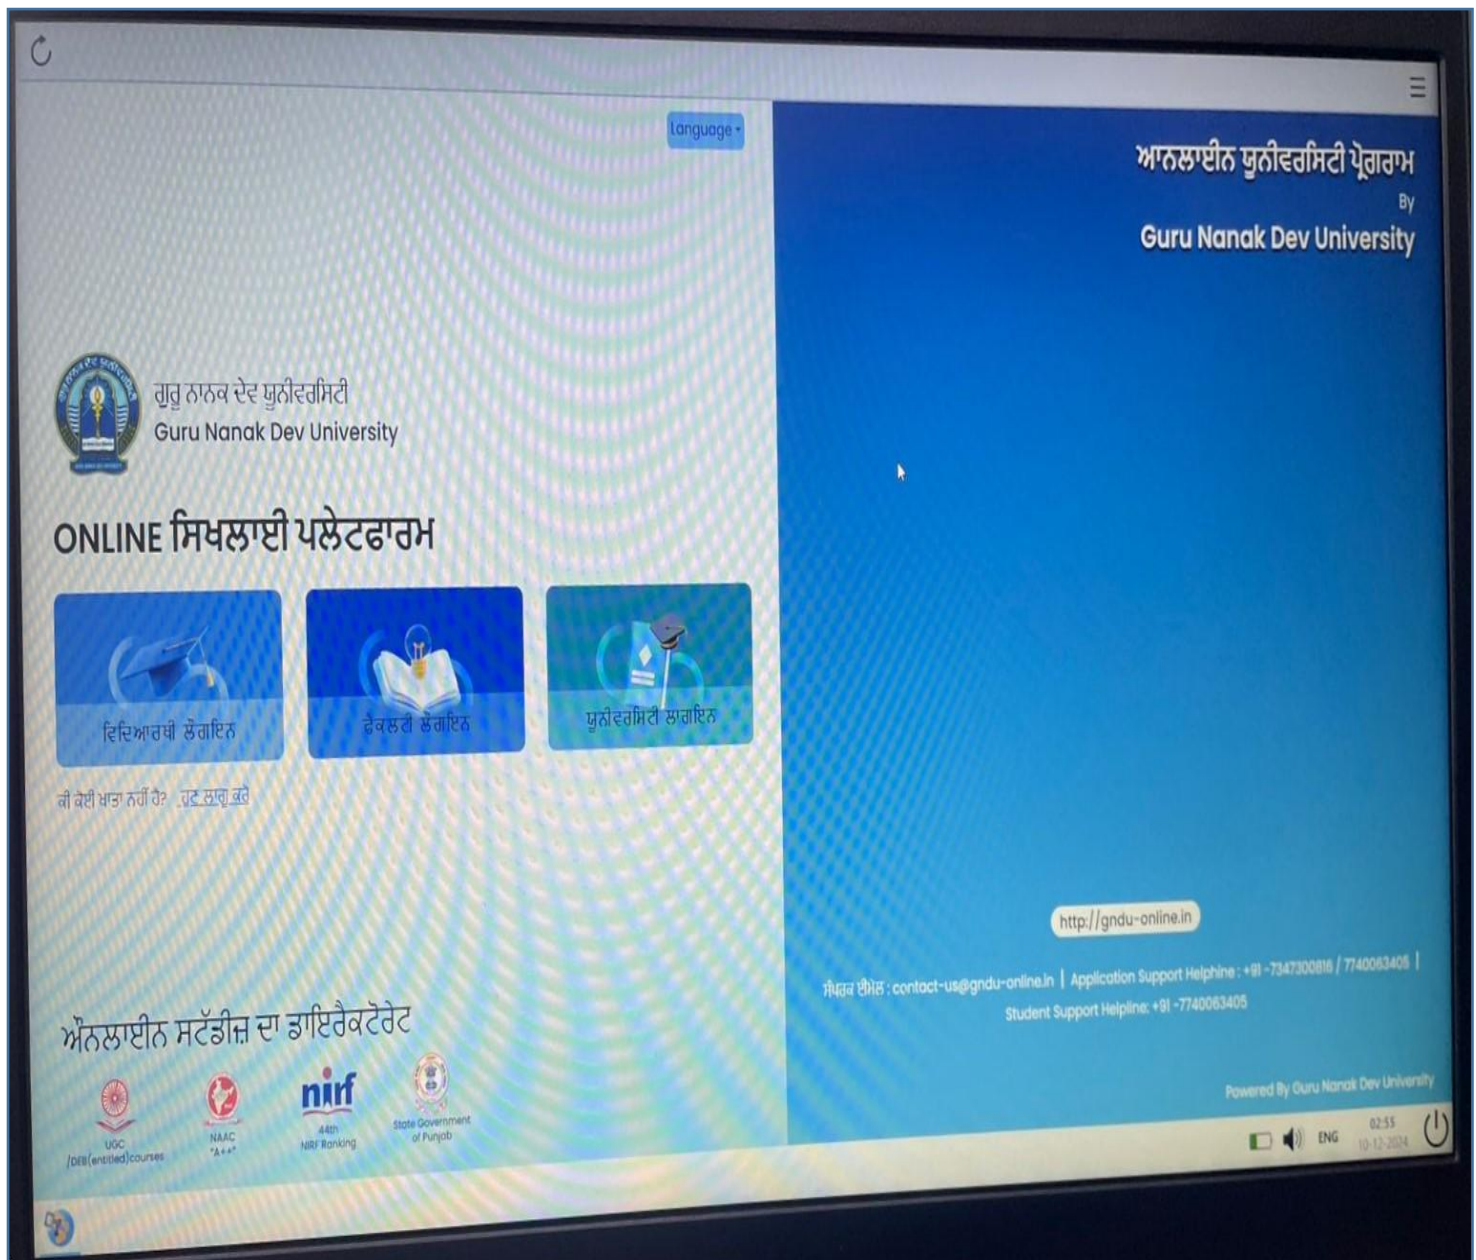 Language
ਆਨਲਾਈਨ ਯੂਨੀਵਰਸਿਟੀ ਪ੍ਰੋਗਰਾਮ
By
Guru Nanak Dev University
ਗੁਰੂ ਨਾਨਕ ਦੇਵ ਯੂਨੀਵਰਸਿਟੀ
Guru Nanak Dev University
ONLINE ਸਿਖਲਾਈ ਪਲੇਟਫਾਰਮ
ਵਿਦਿਆਰਥੀ ਲੌਗਇਨ
ਫੈਕਲਟੀ ਲੌਗਇਨ
ਯੂਨੀਵਰਸਿਟੀ ਲਾਗਇਨ
ਕੀ ਕੋਈ ਖਾਤਾ ਨਹੀਂ ਹੈ? ਹੁਣ ਲਾਗੂ ਕਰੋ
http://gndu-online.in
ਸੰਪਰਕ ਈਮੇਲ : contact-us@gndu-online.in | Application Support Helphine : +91 -7347300816 / 7740063405 |
Student Support Helpline: +91 -7740063405
ਔਨਲਾਈਨ ਸਟੱਡੀਜ਼ ਦਾ ਡਾਇਰੈਕਟੋਰੇਟ
UGC
/DEB(entitled)courses
NAAC
"A++"
nirf
44th
NIRF Ranking
State Government
of Punjab
Powered By Guru Nanak Dev University
ENG
02:55
10-12-2024